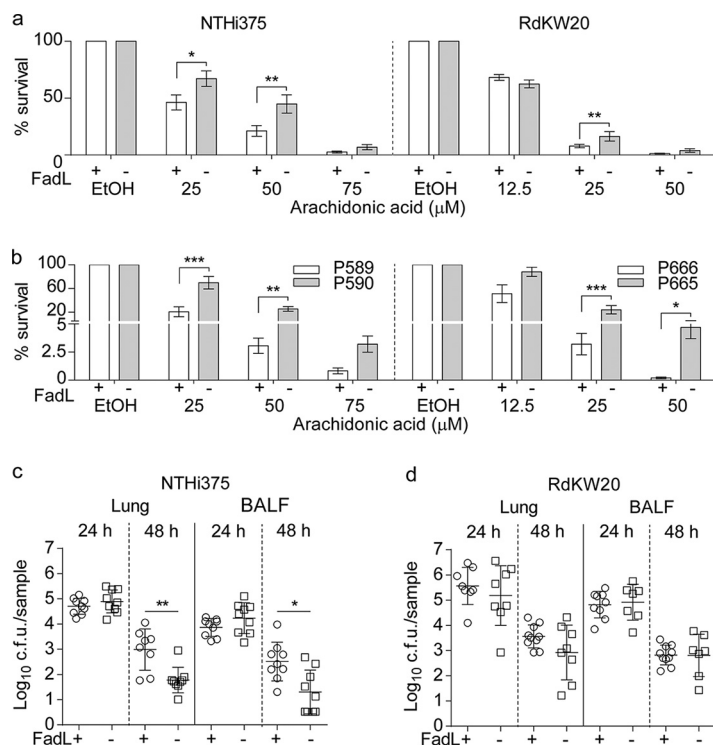 a
NTHi375 RdKW20
100
50
0
% survival
* ** **
FadL + - + - + - + - + - + - + - + -
EtOH 25 50 75 EtOH 12.5 25 50
Arachidonic acid (μM)
b
P589 P666
P590 P665
100
60
20
5
2.5
0
% survival
*** ** *** *
FadL + - + - + - + - + - + - + - + -
EtOH 25 50 75 EtOH 12.5 25 50
Arachidonic acid (μM)
c
NTHi375
Lung BALF
24 h 48 h 24 h 48 h
7
6
5
4
3
2
1
0
Log10 c.f.u./sample
** *
FadL + - + - + - + -
d
RdKW20
Lung BALF
24 h 48 h 24 h 48 h
7
6
5
4
3
2
1
0
Log10 c.f.u./sample
FadL + - + - + - + -